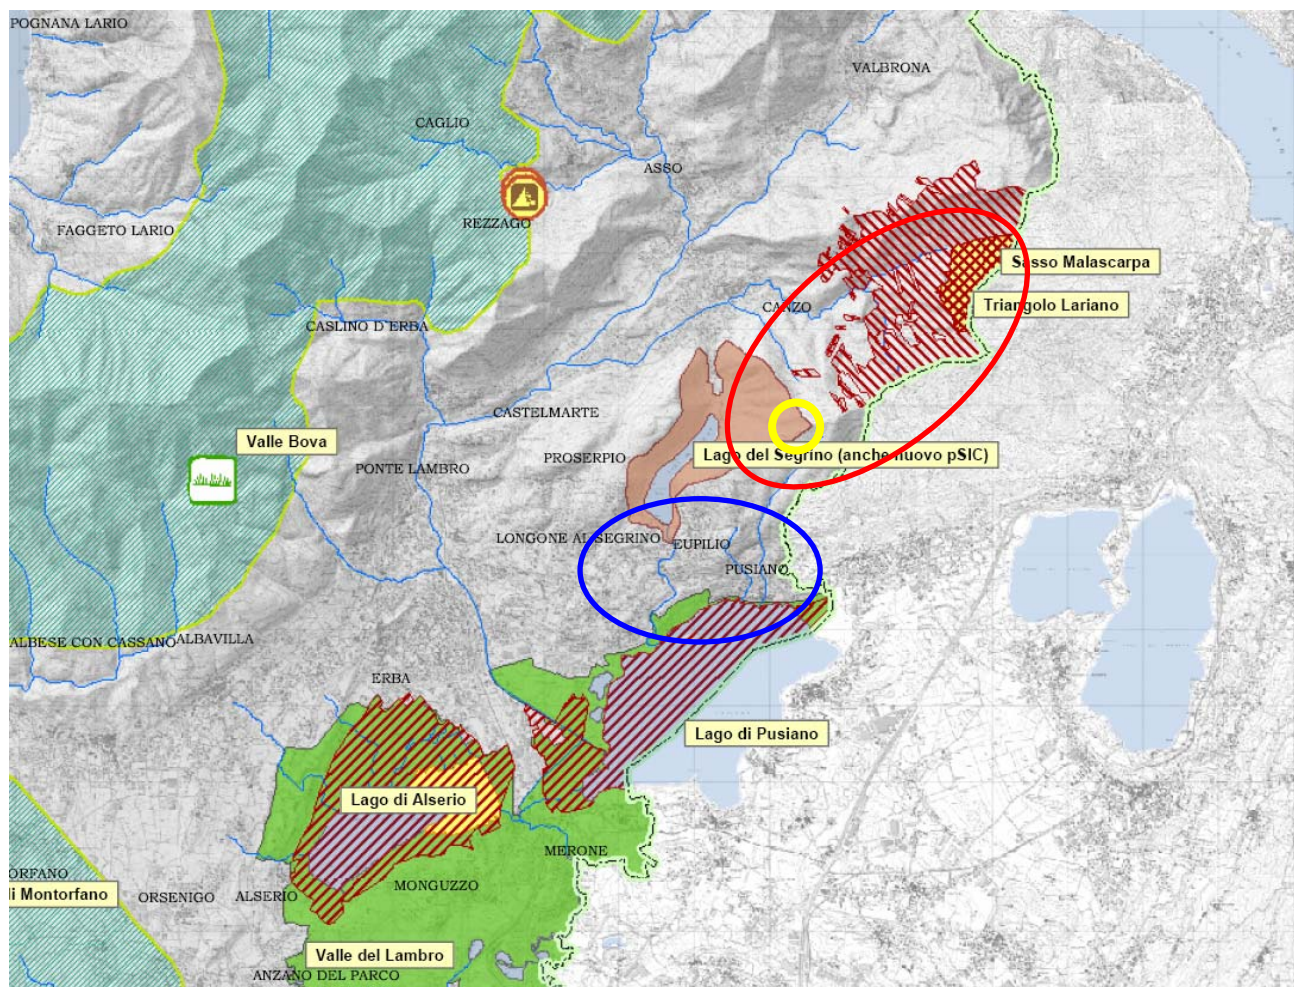 POGNANA LARIO
VALBRONA
CAGLIO
ASSO
REZZAGO
FAGGETO LARIO
Sasso Malascarpa
Triangolo Lariano
CANZO
CASLINO D'ERBA
CASTELMARTE
Valle Bova
Lago del Segrino (anche nuovo pSIC)
PROSERPIO
PONTE LAMBRO
LONGONE AL SEGRINO
EUPILIO
PUSIANO
ALBESE CON CASSANO
ALBAVILLA
ERBA
Lago di Pusiano
Lago di Alserio
MERONE
ORFANO
MONGUZZO
di Montorfano
ORSENIGO
ALSERIO
Valle del Lambro
ANZANO DEL PARCO